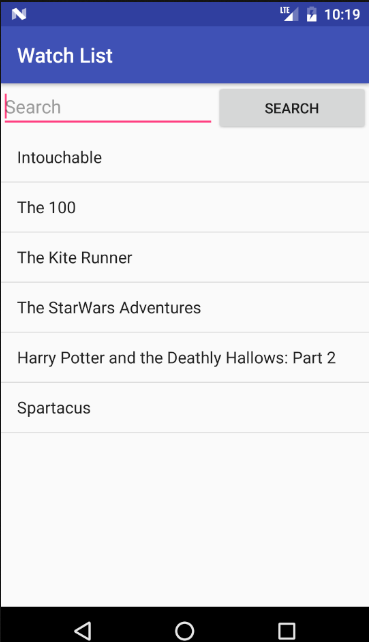 LTE 10:19
Watch List
Search SEARCH
Intouchable
The 100
The Kite Runner
The StarWars Adventures
Harry Potter and the Deathly Hallows: Part 2
Spartacus